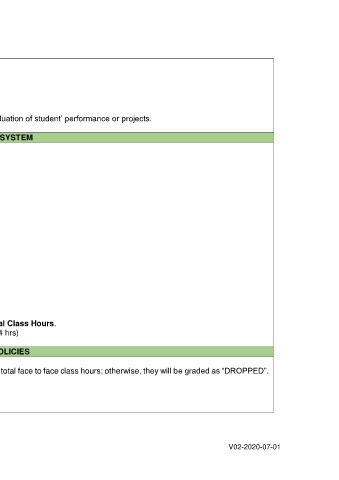 luation of student' performance or projects.
SYSTEM
al Class Hours.
4 hrs)
OLICIES
total face to face class hours; otherwise, they will be graded as "DROPPED".
V02-2020-07-01